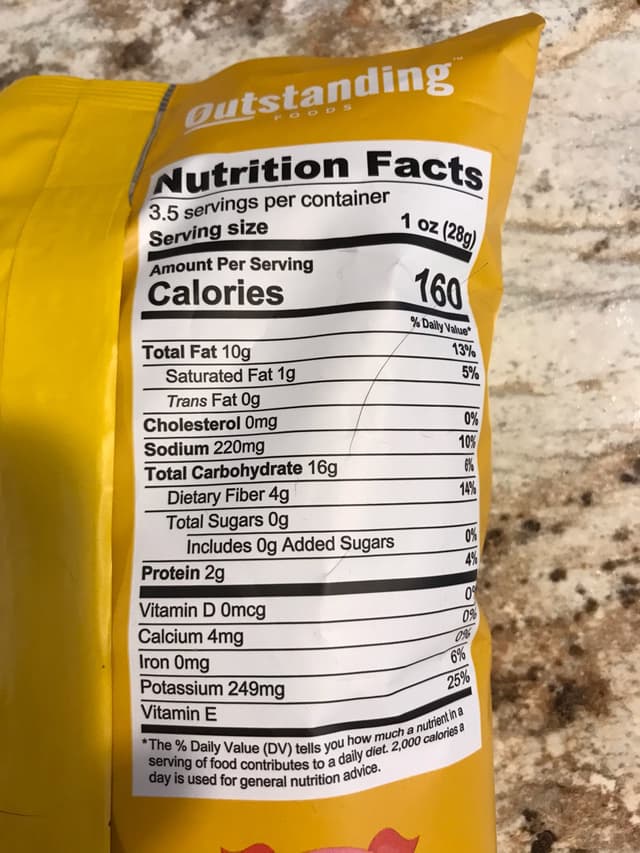 Outstanding™
FOODS
Nutrition Facts
3.5 servings per container
Serving size 1 oz (28g)
Amount Per Serving
Calories 160
% Daily Value*
Total Fat 10g 13%
Saturated Fat 1g 5%
Trans Fat 0g
Cholesterol 0mg 0%
Sodium 220mg 10%
Total Carbohydrate 16g 6%
Dietary Fiber 4g 14%
Total Sugars 0g
Includes 0g Added Sugars 0%
Protein 2g 4%
Vitamin D 0mcg 0%
Calcium 4mg 0%
Iron 0mg 0%
Potassium 249mg 6%
Vitamin E 25%
*The % Daily Value (DV) tells you how much a nutrient in a
serving of food contributes to a daily diet. 2,000 calories a
day is used for general nutrition advice.